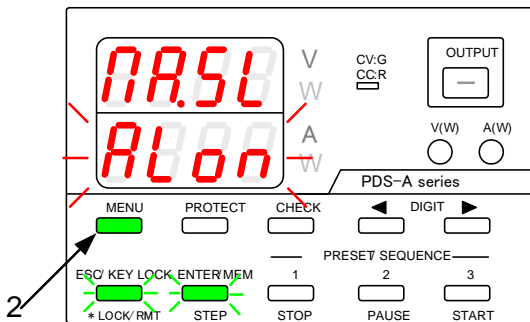 MA.SL
V
W
CV:G
CC:R
OUTPUT
ALon
A
W
V(W) A(W)
PDS-A series
MENU PROTECT CHECK ◀ DIGIT ▶
PRESET/ SEQUENCE
ESC/ KEY LOCK ENTER/MEM 1 2 3
2
* LOCK/ RMT STEP STOP PAUSE START